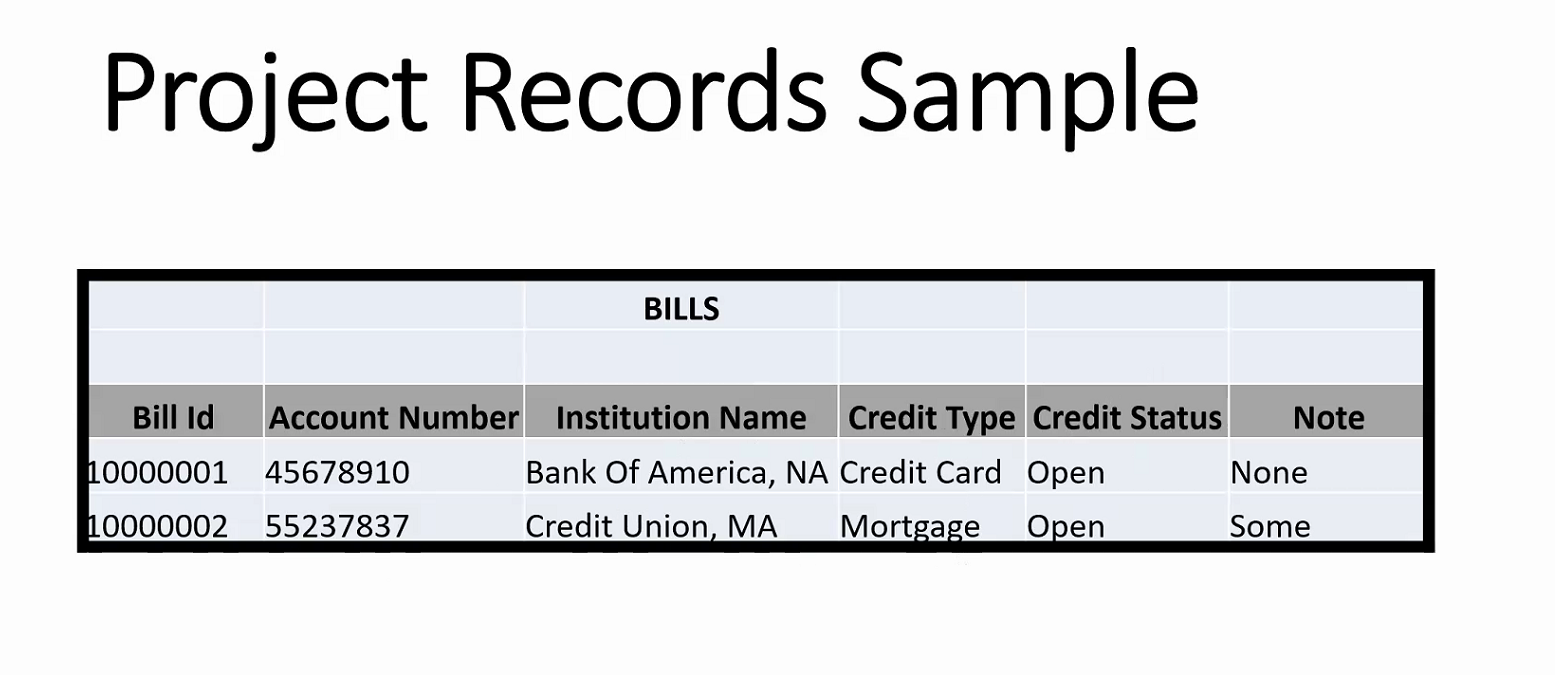 Project Records Sample
BILLS
Bill Id Account Number Institution Name Credit Type Credit Status Note
10000001 45678910 Bank Of America, NA Credit Card Open None
10000002 55237837 Credit Union, MA Mortgage Open Some